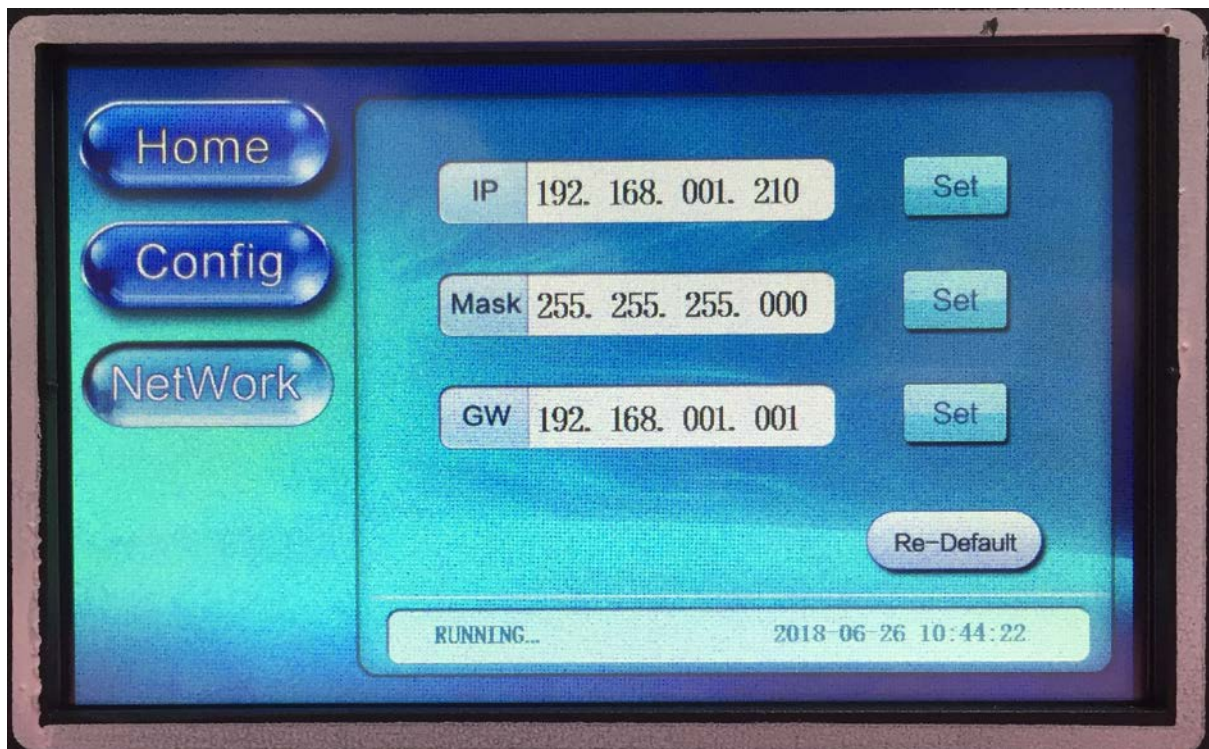 Home
Config
NetWork
IP 192. 168. 001. 210 Set
Mask 255. 255. 255. 000 Set
GW 192. 168. 001. 001 Set
Re-Default
RUNNING... 2018-06-26 10:44:22